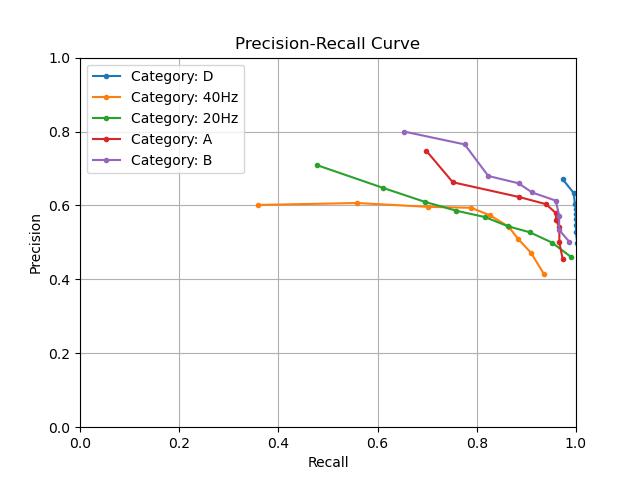 Precision-Recall Curve
Category: D
Category: 40Hz
Category: 20Hz
Category: A
Category: B
Precision
1.0
0.8
0.6
0.4
0.2
0.0
0.0 0.2 0.4 0.6 0.8 1.0
Recall